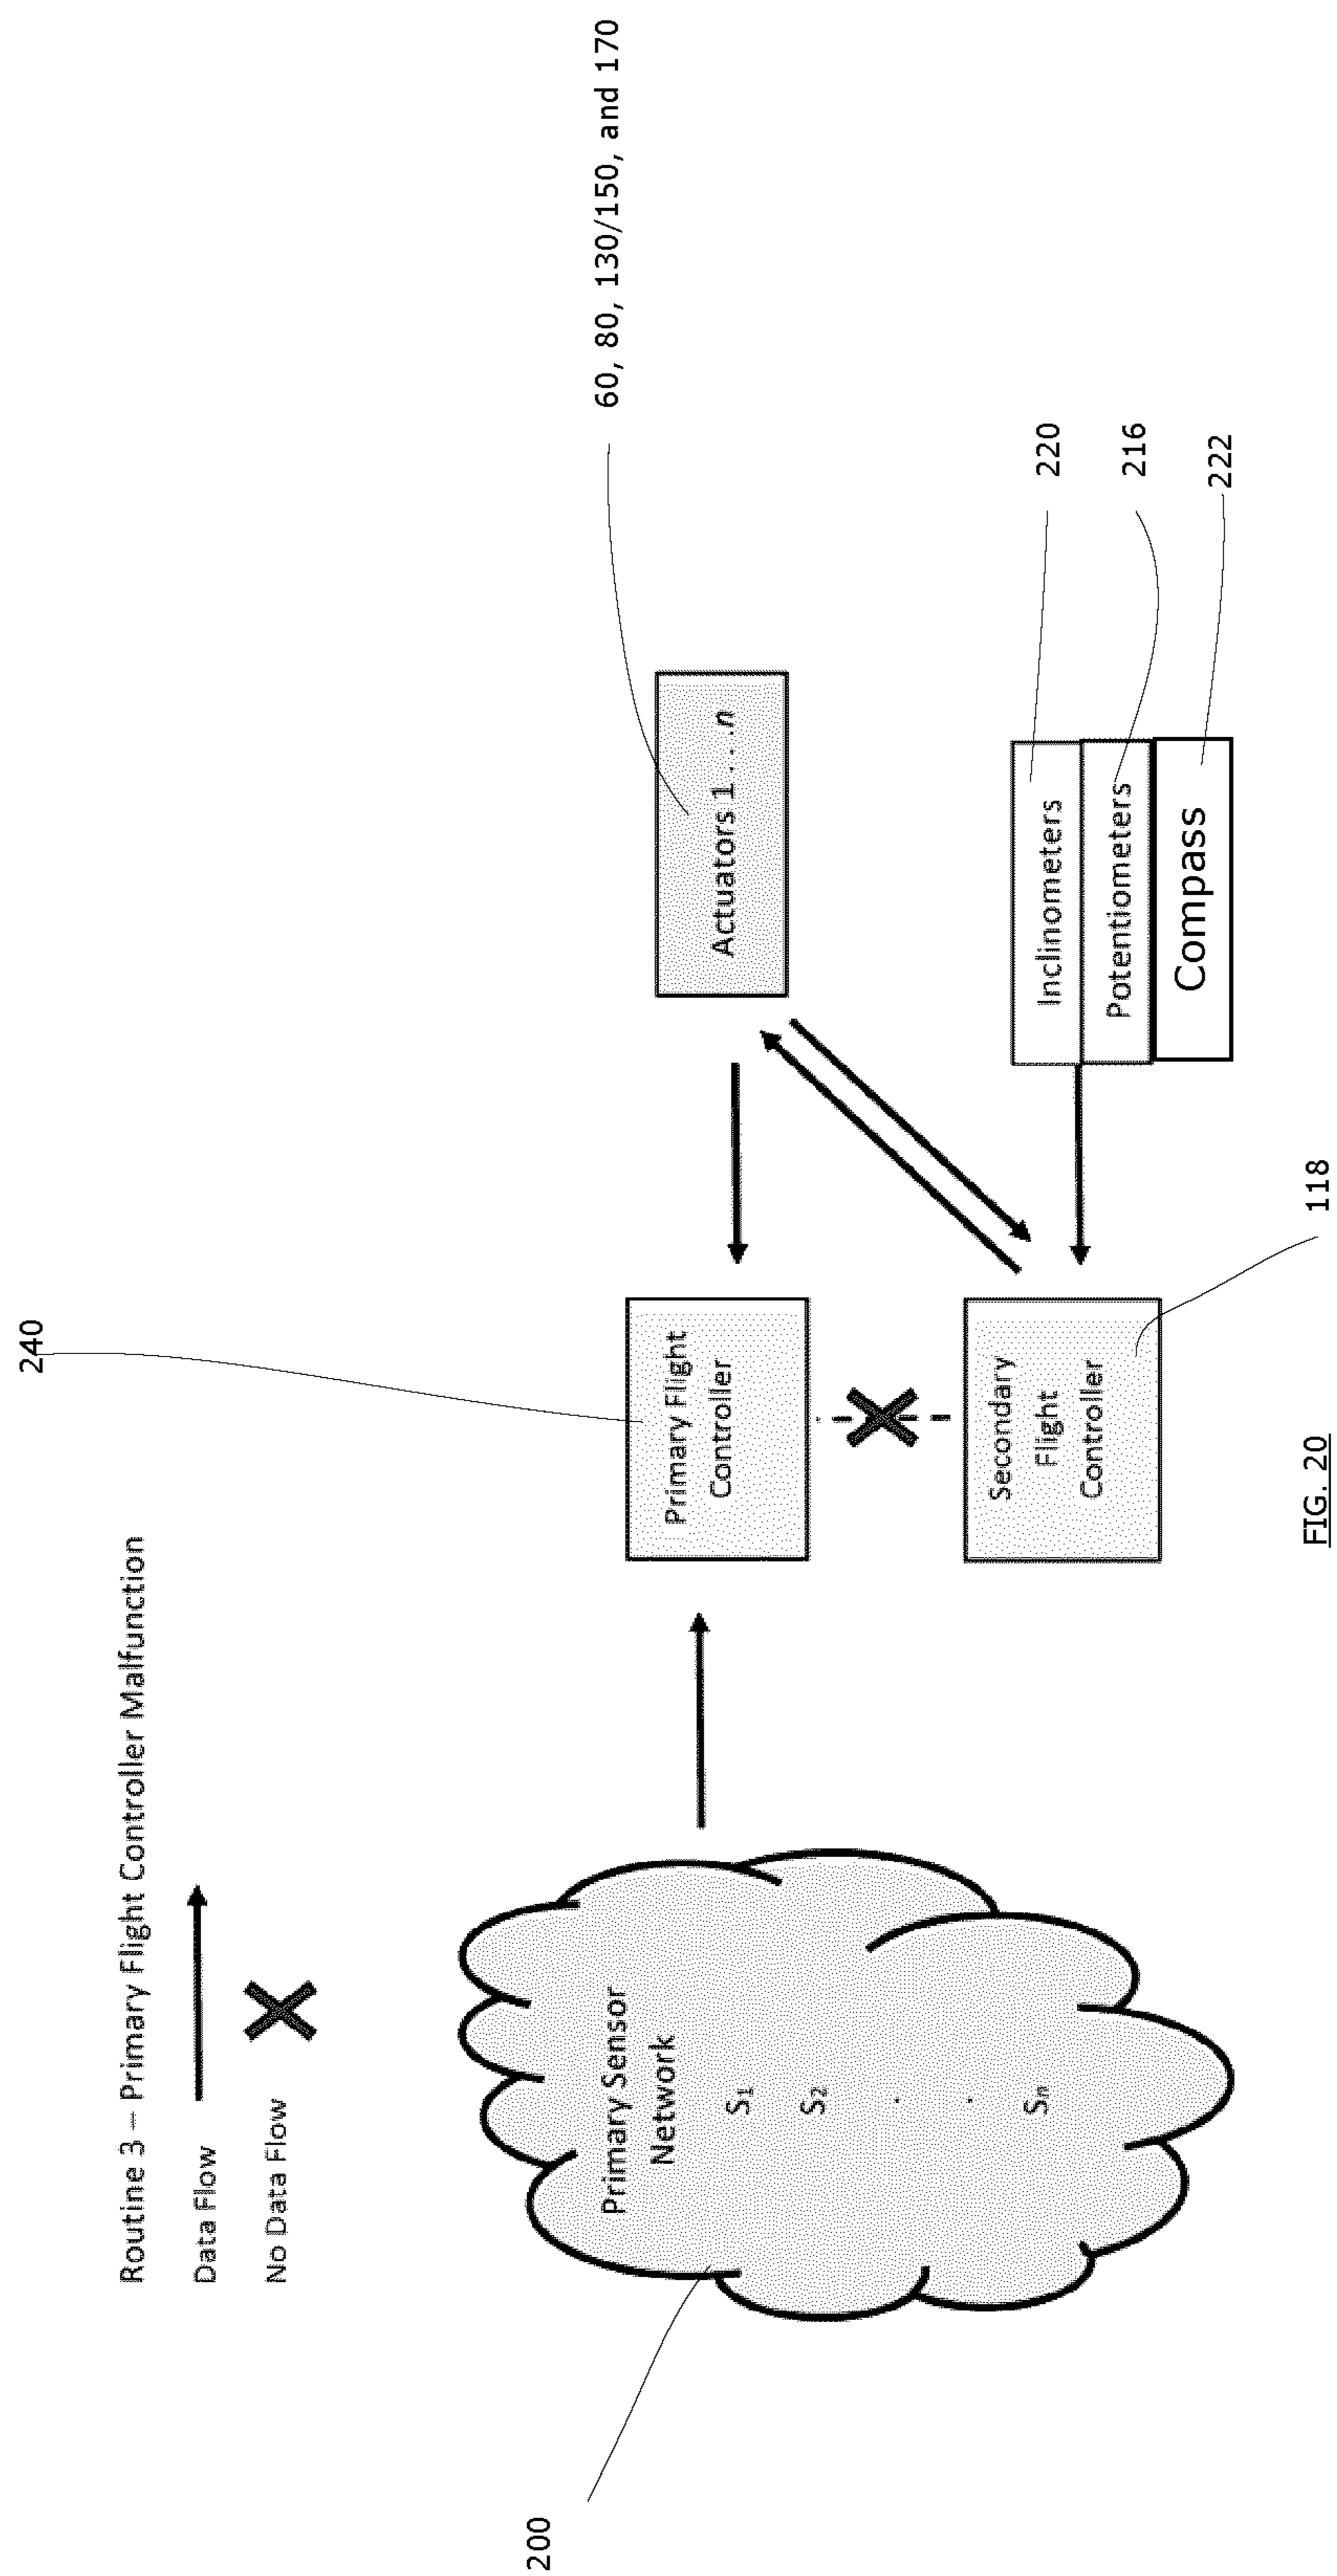 Routine 3 – Primary Flight Controller Malfunction
Data Flow
No Data Flow
240
60, 80, 130/150, and 170
200
Primary Sensor
Network
S₁
S₂
.
.
Sₙ
Primary Flight
Controller
Actuators 1 . . . n
Secondary
Flight
Controller
Inclinometers
Potentiometers
Compass
220
216
222
118
FIG. 20